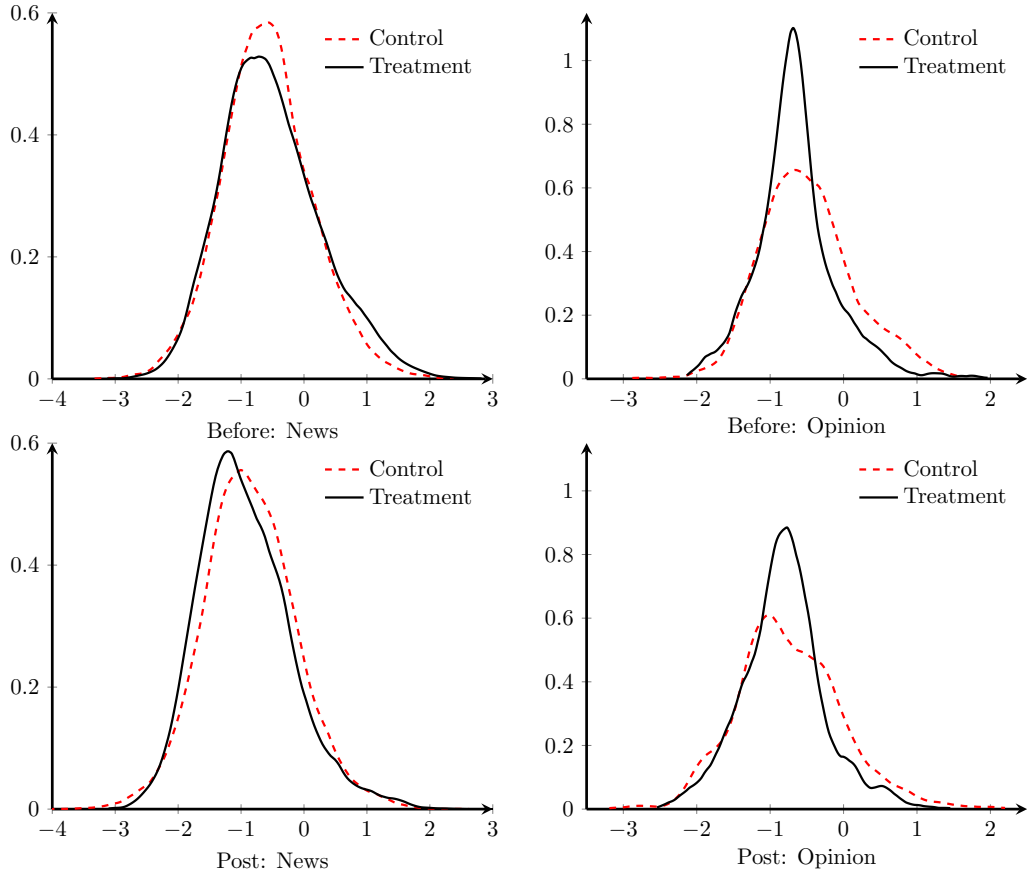 0.6
0.4
0.2
0
−4 −3 −2 −1 0 1 2 3
Before: News
Control
Treatment
1
0.8
0.6
0.4
0.2
0
−3 −2 −1 0 1 2
Before: Opinion
Control
Treatment
0.6
0.4
0.2
0
−4 −3 −2 −1 0 1 2 3
Post: News
Control
Treatment
1
0.8
0.6
0.4
0.2
0
−3 −2 −1 0 1 2
Post: Opinion
Control
Treatment